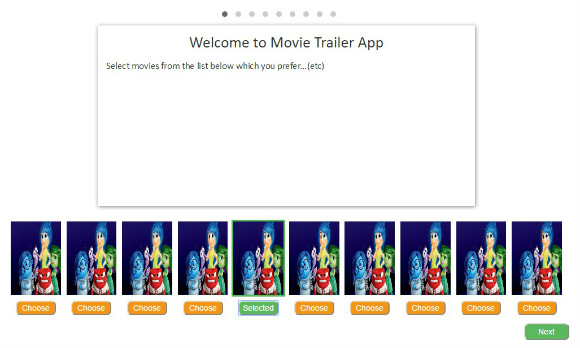 Welcome to Movie Trailer App
Select movies from the list below which you prefer...(etc)
Choose Choose Choose Choose Selected Choose Choose Choose Choose Choose
Next